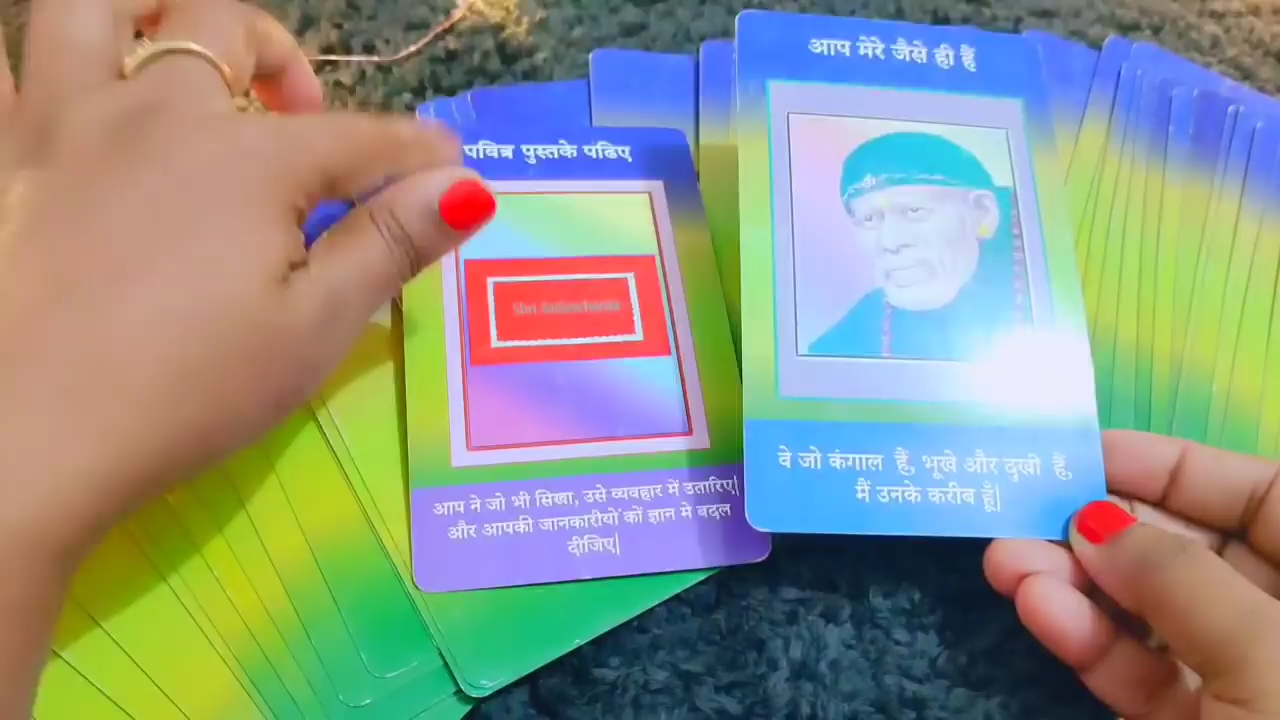 पवित्र पुस्तके पढिए
आप ने जो भी सिखा, उसे व्यवहार में उतारिए|
और आपकी जानकारीयों कों ज्ञान मे बदल
दीजिए|
आप मेरे जैसे ही हैं
वे जो कंगाल हैं, भूखे और दुखी हैं,
मैं उनके करीब हूँ|